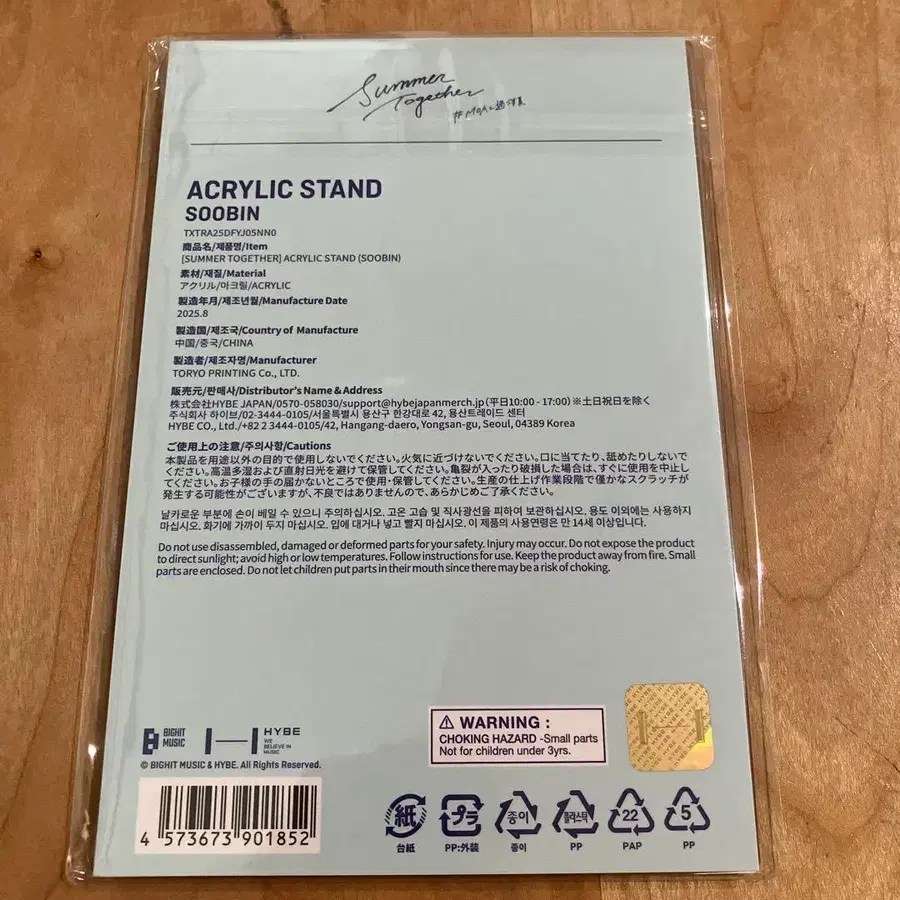 Summer
Together
#MOAと過ごす夏
ACRYLIC STAND
SOOBIN
TXTRA25DFYJ05NN0
商品名/제품명/Item
[SUMMER TOGETHER] ACRYLIC STAND (SOOBIN)
素材/재질/Material
アクリル/마크릴/ACRYLIC
製造年月/제조년월/Manufacture Date
2025.8
製造国/제조국/Country of Manufacture
中国/중국/CHINA
製造者/제조자명/Manufacturer
TORYO PRINTING Co., LTD.
販売元/판매사/Distributor's Name & Address
株式会社HYBE JAPAN/0570-058030/support@hybejapanmerch.jp(平日10:00 - 17:00)※土日祝日を除く
주식회사 하이브/02-3444-0105/서울특별시 용산구 한강대로 42, 용산트레이드 센터
HYBE CO., Ltd./+82 2 3444-0105/42, Hangang-daero, Yongsan-gu, Seoul, 04389 Korea
ご使用上の注意/주의사항/Cautions
本製品を用途以外の目的で使用しないでください。火気に近づけないでください。口に当てたり、舐めたりしないで
ください。高温多湿および直射日光を避けて保管してください。亀裂が入ったり破損した場合は、すぐに使用を中止し
てください。お子様の手の届かないところで使用・保管してください。生産の仕上げ作業段階で僅かなスクラッチが
発生する可能性がございますが、不良ではありませんので、あらかじめご了承ください。
날카로운 부분에 손이 베일 수 있으니 주의하십시오. 고온 고습 및 직사광선을 피하여 보관하십시오. 용도 이외에는 사용하지
마십시오. 화기에 가까이 두지 마십시오. 입에 대거나 넣고 빨지 마십시오. 이 제품의 사용연령은 만 14세 이상입니다.
Do not use disassembled, damaged or deformed parts for your safety. Injury may occur. Do not expose the product
to direct sunlight; avoid high or low temperatures. Follow instructions for use. Keep the product away from fire. Small
parts are enclosed. Do not let children put parts in their mouth since there may be a risk of choking.
BIGHIT
MUSIC
HYBE
WE
BELIEVE IN
MUSIC
© BIGHIT MUSIC & HYBE. All Rights Reserved.
⚠ WARNING :
CHOKING HAZARD -Small parts
Not for children under 3yrs.
4 573673 901852
紙
台紙
プラ
PP:外装
종이
종이
플라스틱
PP
22
PAP
5
PP